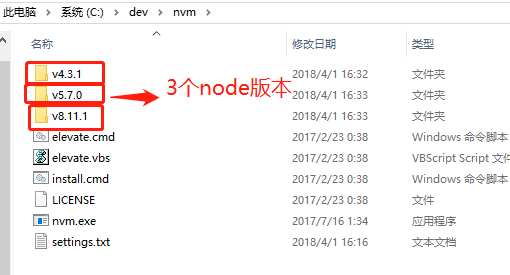 此电脑 > 系统 (C:) > dev > nvm
名称 修改日期 类型
v4.3.1 2018/4/1 16:32 文件夹
v5.7.0 2018/4/1 16:33 文件夹
v8.11.1 2018/4/1 16:33 文件夹
3个node版本
elevate.cmd 2017/2/23 0:38 Windows 命令脚本
elevate.vbs 2017/2/23 0:38 VBScript Script 文件
install.cmd 2017/2/23 0:38 Windows 命令脚本
LICENSE 2017/2/23 0:38 文件
nvm.exe 2017/7/16 1:34 应用程序
settings.txt 2018/4/1 16:16 文本文档